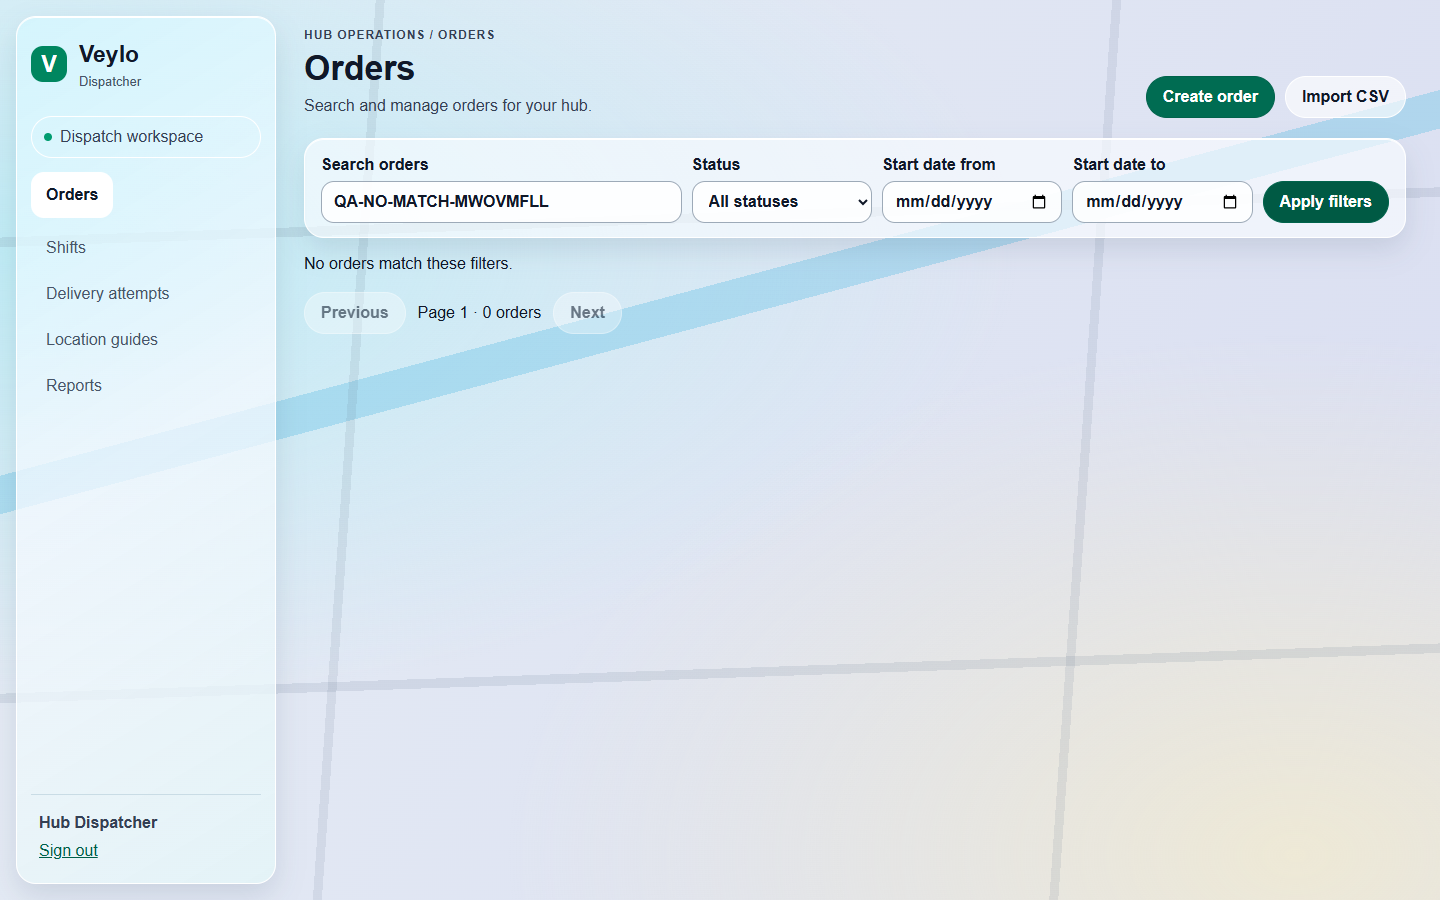 V
Veylo
Dispatcher
Dispatch workspace
Orders
Shifts
Delivery attempts
Location guides
Reports
Hub Dispatcher
Sign out
HUB OPERATIONS / ORDERS
Orders
Search and manage orders for your hub.
Create order
Import CSV
Search orders
QA-NO-MATCH-MWOVMFLL
Status
All statuses
Start date from
mm/dd/yyyy
Start date to
mm/dd/yyyy
Apply filters
No orders match these filters.
Previous
Page 1 · 0 orders
Next